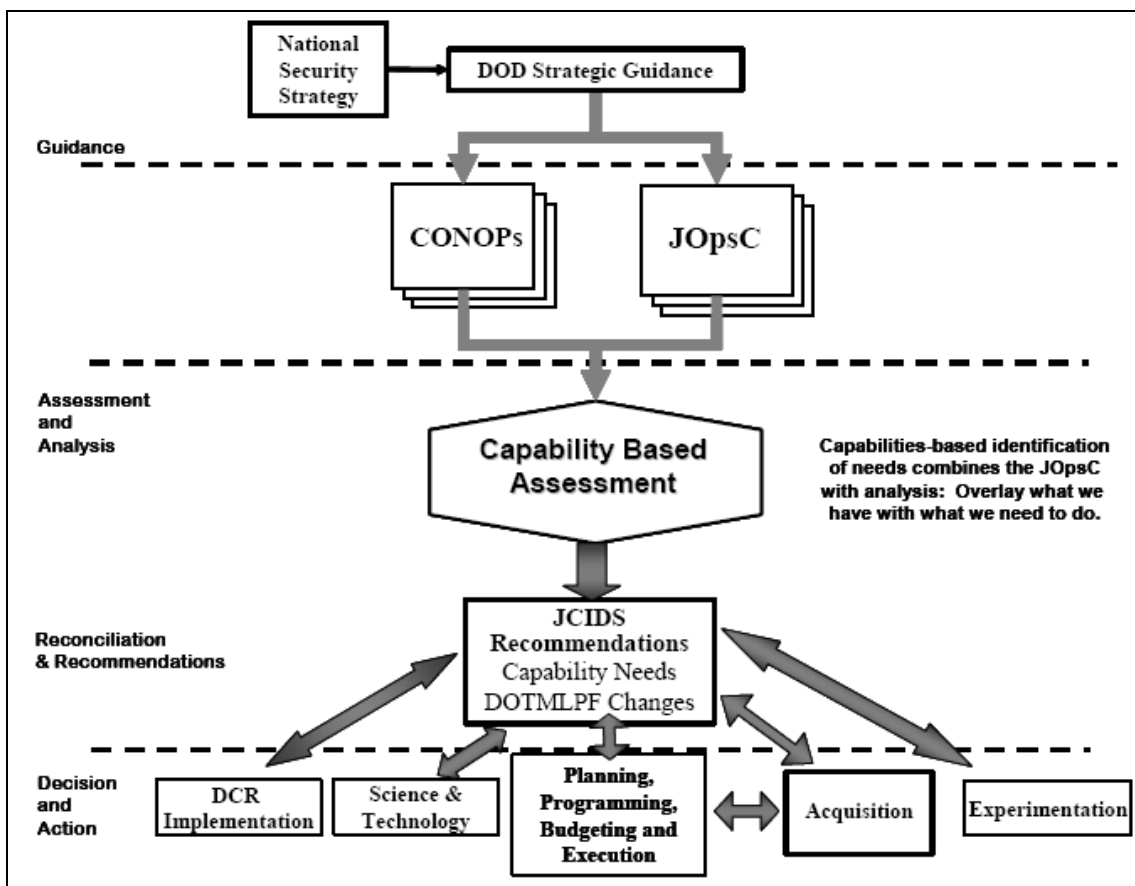 National
Security
Strategy
DOD Strategic Guidance
Guidance
CONOPs
JOpsC
Assessment
and
Analysis
Capability Based
Assessment
Capabilities-based identification
of needs combines the JOpsC
with analysis: Overlay what we
have with what we need to do.
Reconciliation
& Recommendations
JCIDS
Recommendations
Capability Needs
DOTMLPF Changes
Decision
and
Action
DCR
Implementation
Science &
Technology
Planning,
Programming,
Budgeting and
Execution
Acquisition
Experimentation